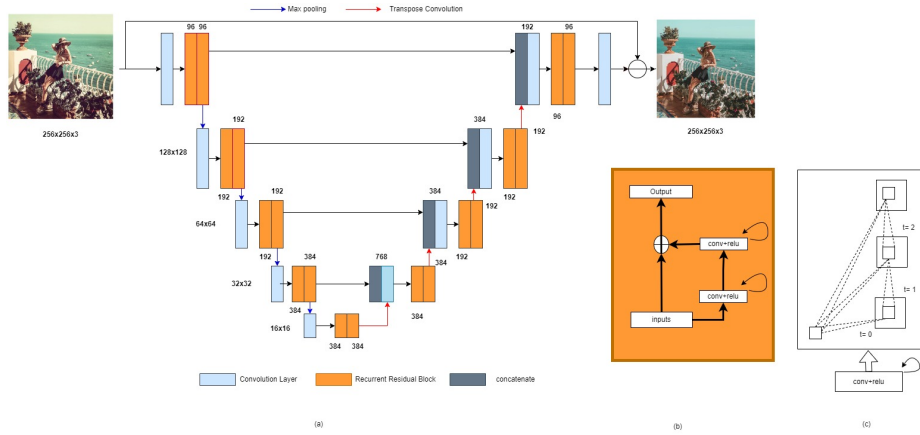 Max pooling
Transpose Convolution
96 96
192
96
256x256x3
256x256x3
96
192
384
192
128x128
192
192
384
192
192
64x64
192
384
768
384
192
32x32
384
16x16
384
384
384
Convolution Layer
Recurrent Residual Block
concatenate
(a)
Output
conv+relu
conv+relu
inputs
(b)
t= 2
t= 1
t= 0
conv+relu
(c)